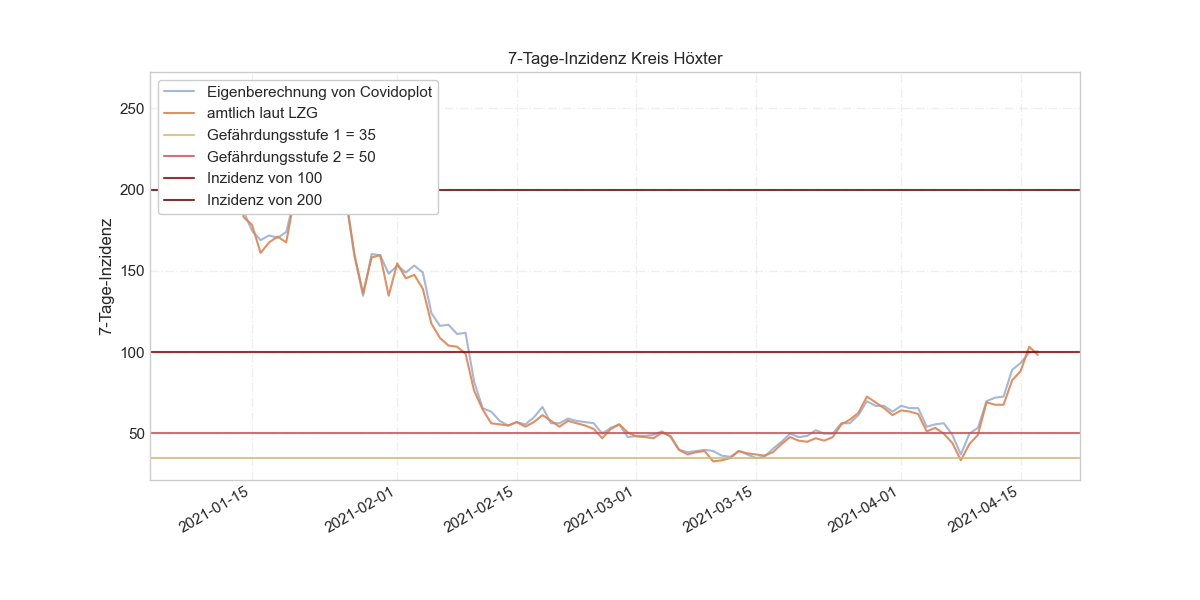 7-Tage-Inzidenz Kreis Höxter
Eigenberechnung von Covidoplot
amtlich laut LZG
Gefährdungsstufe 1 = 35
Gefährdungsstufe 2 = 50
Inzidenz von 100
Inzidenz von 200
7-Tage-Inzidenz
250
200
150
100
50
2021-01-15
2021-02-01
2021-02-15
2021-03-01
2021-03-15
2021-04-01
2021-04-15